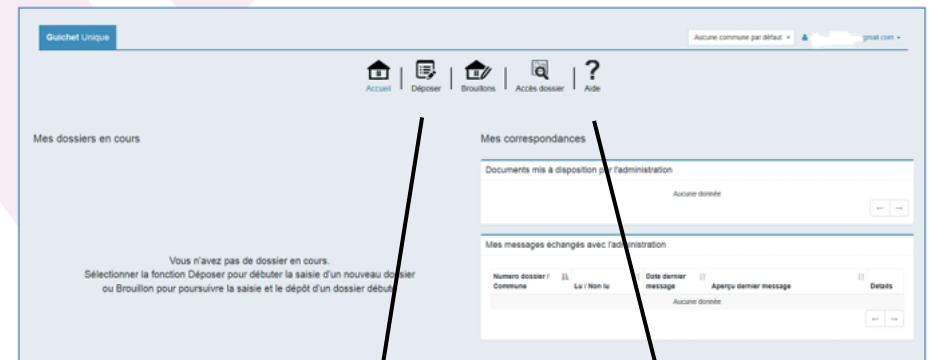 Guichet Unique
Aucune commune par défaut
gmail.com
Accueil
Déposer
Brouillons
Accès dossier
Aide
Mes dossiers en cours
Vous n'avez pas de dossier en cours.
Sélectionner la fonction Déposer pour débuter la saisie d'un nouveau dossier
ou Brouillon pour poursuivre la saisie et le dépôt d'un dossier débuté
Mes correspondances
Documents mis à disposition par l'administration
Aucune donnée
Mes messages échangés avec l'administration
Numero dossier / Commune
Lu / Non lu
Date dernier message
Aperçu dernier message
Details
Aucune donnée